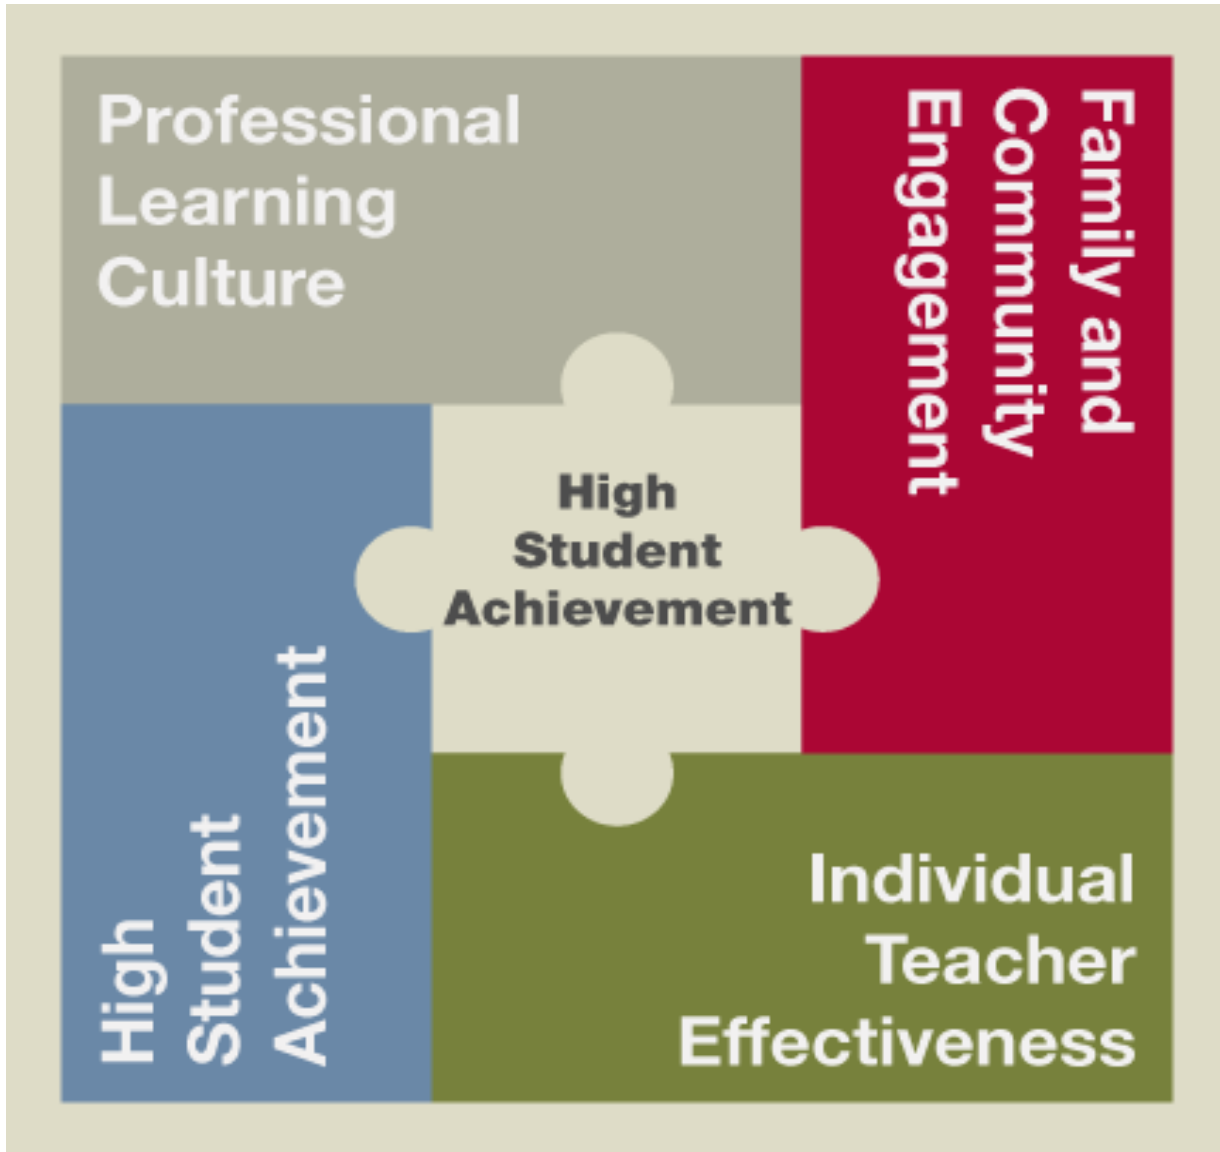 Professional
Learning
Culture
Family and
Community
Engagement
High
Student
Achievement
High
Student
Achievement
Individual
Teacher
Effectiveness